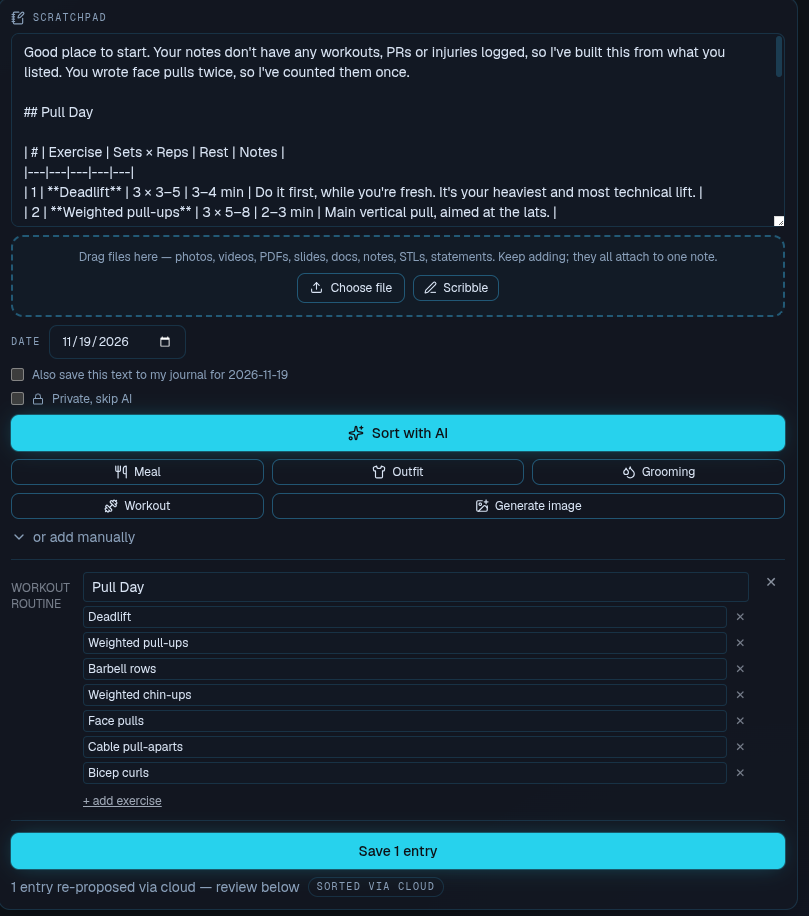 SCRATCHPAD
Good place to start. Your notes don't have any workouts, PRs or injuries logged, so I've built this from what you
listed. You wrote face pulls twice, so I've counted them once.
## Pull Day
| # | Exercise | Sets × Reps | Rest | Notes |
|---|---|---|---|---|
| 1 | **Deadlift** | 3 × 3–5 | 3–4 min | Do it first, while you're fresh. It's your heaviest and most technical lift. |
| 2 | **Weighted pull-ups** | 3 × 5–8 | 2–3 min | Main vertical pull, aimed at the lats. |
Drag files here — photos, videos, PDFs, slides, docs, notes, STLs, statements. Keep adding; they all attach to one note.
Choose file Scribble
DATE 11/19/2026
Also save this text to my journal for 2026-11-19
Private, skip AI
Sort with AI
Meal Outfit Grooming
Workout Generate image
or add manually
WORKOUT ROUTINE
Pull Day ×
Deadlift ×
Weighted pull-ups ×
Barbell rows ×
Weighted chin-ups ×
Face pulls ×
Cable pull-aparts ×
Bicep curls ×
+ add exercise
Save 1 entry
1 entry re-proposed via cloud — review below SORTED VIA CLOUD